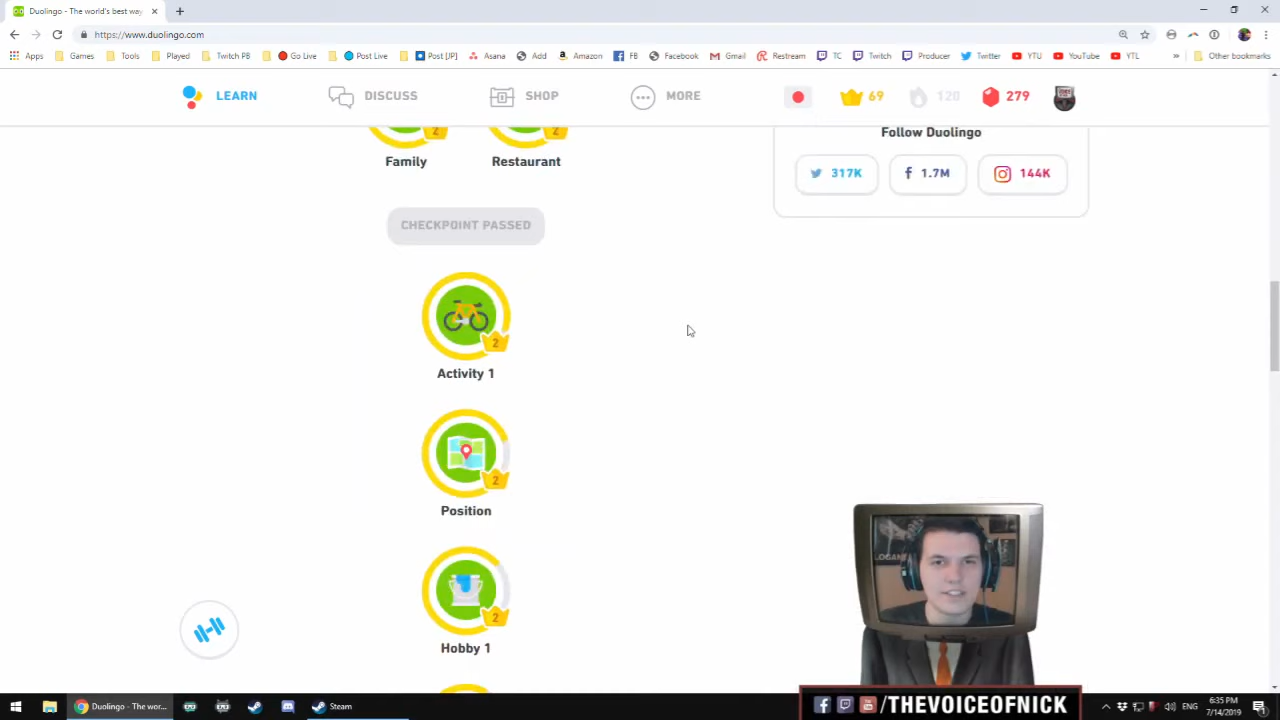 Duolingo - The world's best way
https://www.duolingo.com
Apps Games Tools Played Twitch PB Go Live Post Live Post [JP] Asana Add Amazon FB Facebook Gmail Restream TC Twitch Producer Twitter YTU YouTube YTL » Other bookmarks
LEARN DISCUSS SHOP MORE 69 120 279
2 2
Family Restaurant
Follow Duolingo
317K 1.7M 144K
CHECKPOINT PASSED
2
Activity 1
2
Position
2
Hobby 1
/THEVOICEOFNICK
Duolingo - The wor... Steam
ENG
6:35 PM
7/14/2019